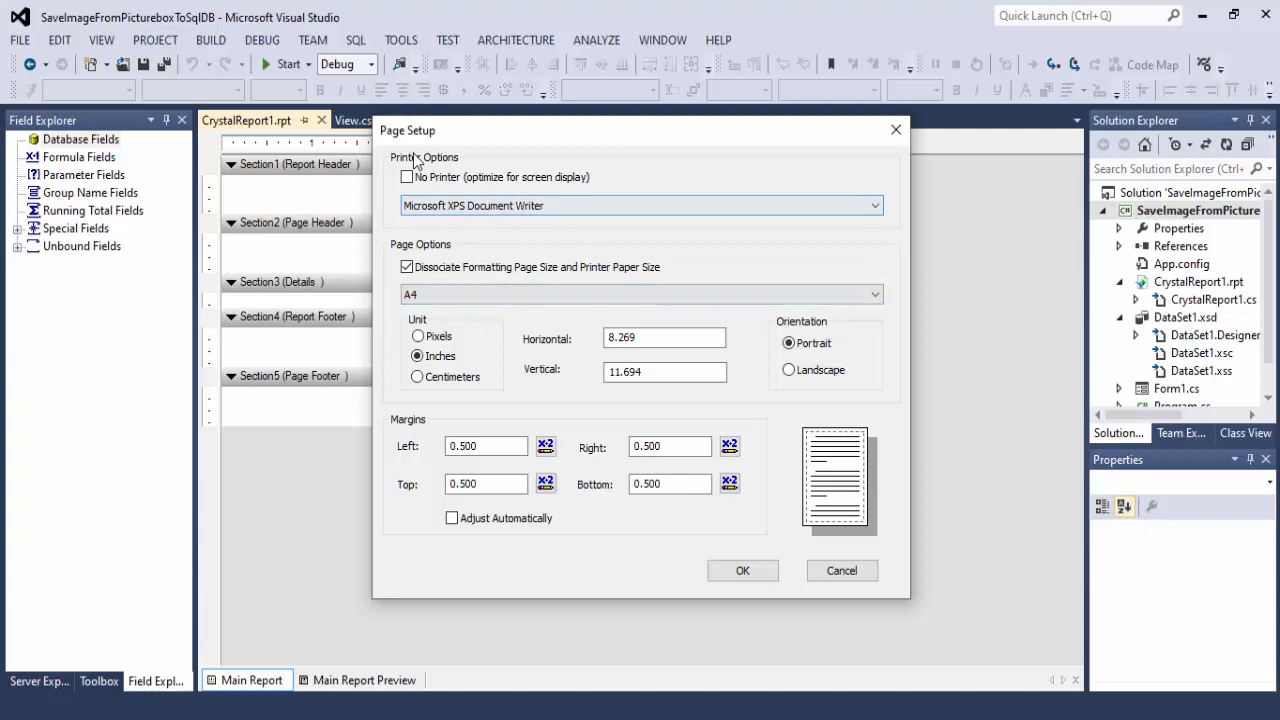 SaveImageFromPictureboxToSqlDB - Microsoft Visual Studio
Quick Launch (Ctrl+Q)
FILE EDIT VIEW PROJECT BUILD DEBUG TEAM SQL TOOLS TEST ARCHITECTURE ANALYZE WINDOW HELP
Start Debug Code Map
Field Explorer
Database Fields
Formula Fields
Parameter Fields
Group Name Fields
Running Total Fields
Special Fields
Unbound Fields
Server Exp... Toolbox Field Expl...
CrystalReport1.rpt View.cs
Section1 (Report Header )
Section2 (Page Header )
Section3 (Details )
Section4 (Report Footer )
Section5 (Page Footer )
Main Report Main Report Preview
Page Setup
Printer Options
No Printer (optimize for screen display)
Microsoft XPS Document Writer
Page Options
Dissociate Formatting Page Size and Printer Paper Size
A4
Unit
Pixels
Inches
Centimeters
Horizontal: 8.269
Vertical: 11.694
Orientation
Portrait
Landscape
Margins
Left: 0.500 Right: 0.500
Top: 0.500 Bottom: 0.500
Adjust Automatically
OK Cancel
Solution Explorer
Search Solution Explorer (Ctrl+
Solution 'SaveImageFromPic
SaveImageFromPicture
Properties
References
App.config
CrystalReport1.rpt
CrystalReport1.cs
DataSet1.xsd
DataSet1.Designer
DataSet1.xsc
DataSet1.xss
Form1.cs
Program.cs
Solution... Team Ex... Class View
Properties